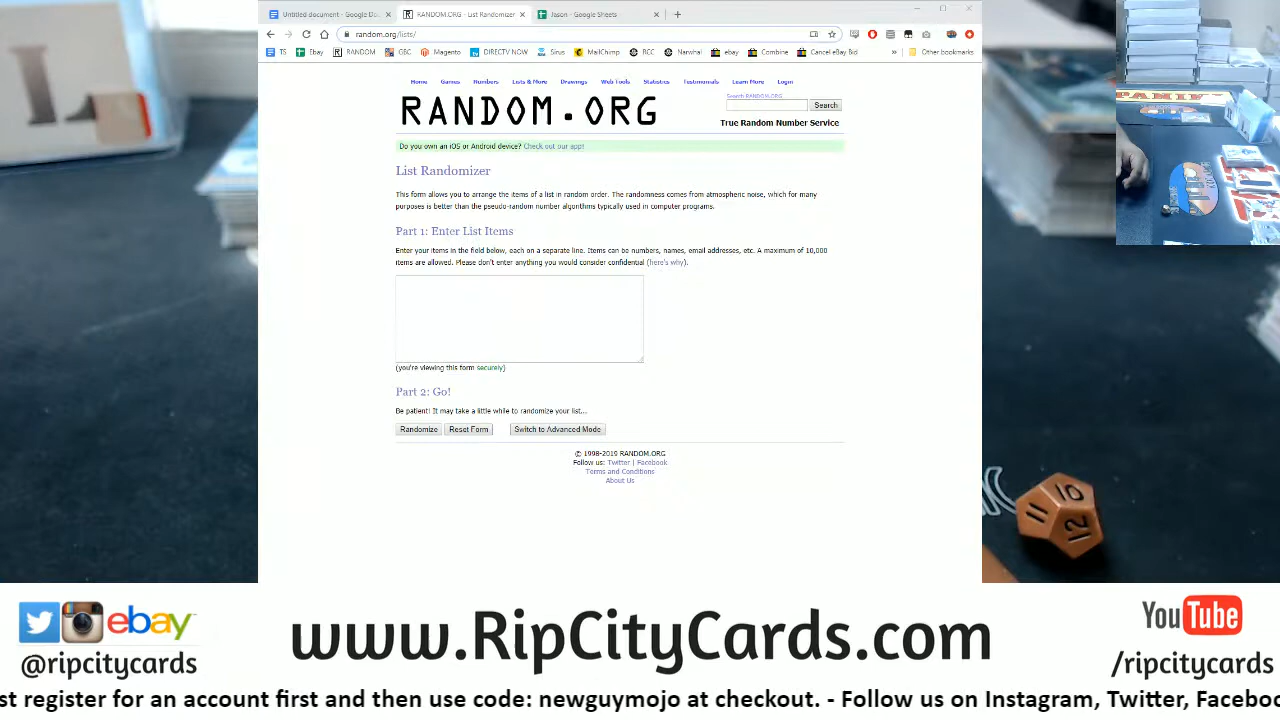 Untitled document - Google Do...
RANDOM.ORG - List Randomizer
Jason - Google Sheets
random.org/lists/
TS
Ebay
RANDOM
GBC
Magento
DIRECTV NOW
Sirus
MailChimp
BCC
Narwhal
ebay
Combine
Cancel eBay Bid
»
Other bookmarks
Home Games Numbers Lists & More Drawings Web Tools Statistics Testimonials Learn More Login
RANDOM.ORG
Search RANDOM.ORG
Search
True Random Number Service
Do you own an iOS or Android device? Check out our app!
List Randomizer
This form allows you to arrange the items of a list in random order. The randomness comes from atmospheric noise, which for many
purposes is better than the pseudo-random number algorithms typically used in computer programs.
Part 1: Enter List Items
Enter your items in the field below, each on a separate line. Items can be numbers, names, email addresses, etc. A maximum of 10,000
items are allowed. Please don't enter anything you would consider confidential (here's why).
(you're viewing this form securely)
Part 2: Go!
Be patient! It may take a little while to randomize your list...
Randomize Reset Form Switch to Advanced Mode
© 1998-2019 RANDOM.ORG
Follow us: Twitter | Facebook
Terms and Conditions
About Us
PANINI
10
11
12
ebay
@ripcitycards
www.RipCityCards.com
YouTube
/ripcitycards
st register for an account first and then use code: newguymojo at checkout. - Follow us on Instagram, Twitter, Facebo